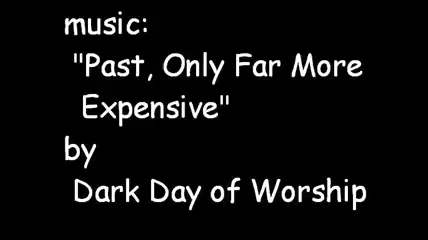 music:
"Past, Only Far More
Expensive"
by
Dark Day of Worship